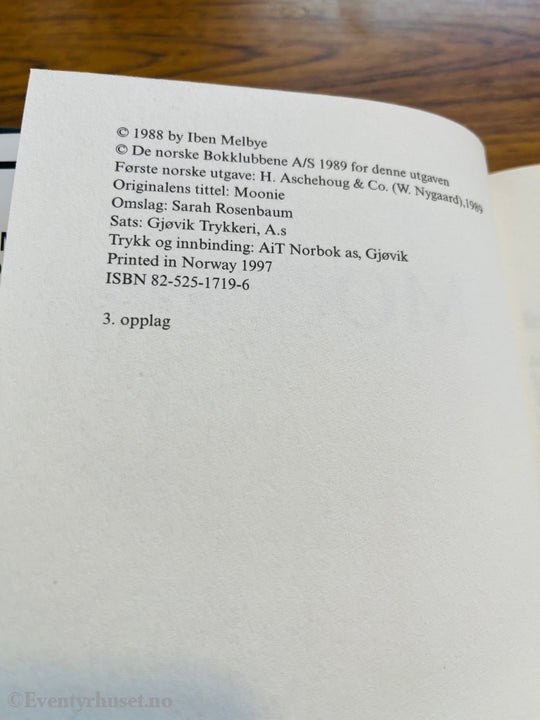 © 1988 by Iben Melbye
© De norske Bokklubbene A/S 1989 for denne utgaven
Første norske utgave: H. Aschehoug & Co. (W. Nygaard),1989
Originalens tittel: Moonie
Omslag: Sarah Rosenbaum
Sats: Gjøvik Trykkeri, A.s
Trykk og innbinding: AiT Norbok as, Gjøvik
Printed in Norway 1997
ISBN 82-525-1719-6
3. opplag
©Eventyrhuset.no